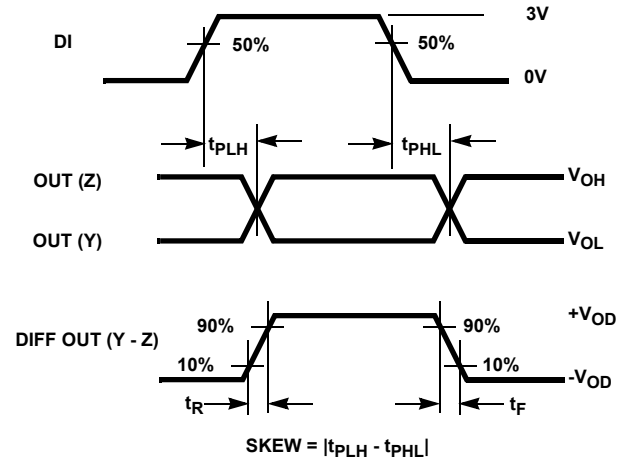 3V
DI
50%
50%
0V
tPLH
tPHL
OUT (Z)
VOH
OUT (Y)
VOL
+VOD
90%
90%
DIFF OUT (Y - Z)
10%
10%
-VOD
tR
tF
SKEW = |tPLH - tPHL|